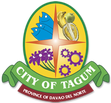 CITY OF TAGUM
PROVINCE OF DAVAO DEL NORTE